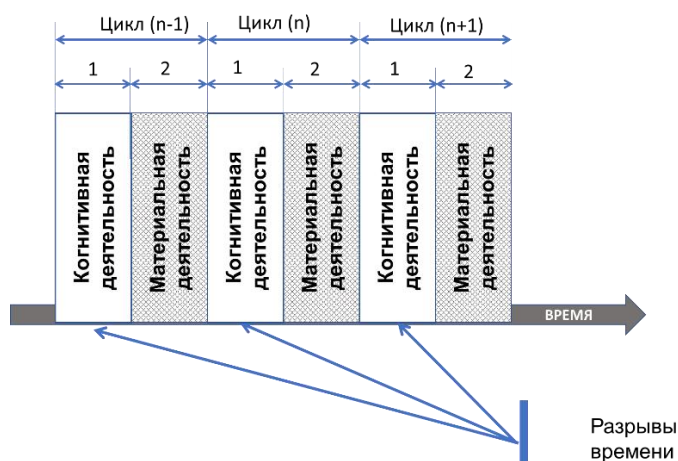 Цикл (n-1) Цикл (n) Цикл (n+1)
1 2 1 2 1 2
Когнитивная
деятельность
Материальная
деятельность
Когнитивная
деятельность
Материальная
деятельность
Когнитивная
деятельность
Материальная
деятельность
ВРЕМЯ
Разрывы
времени